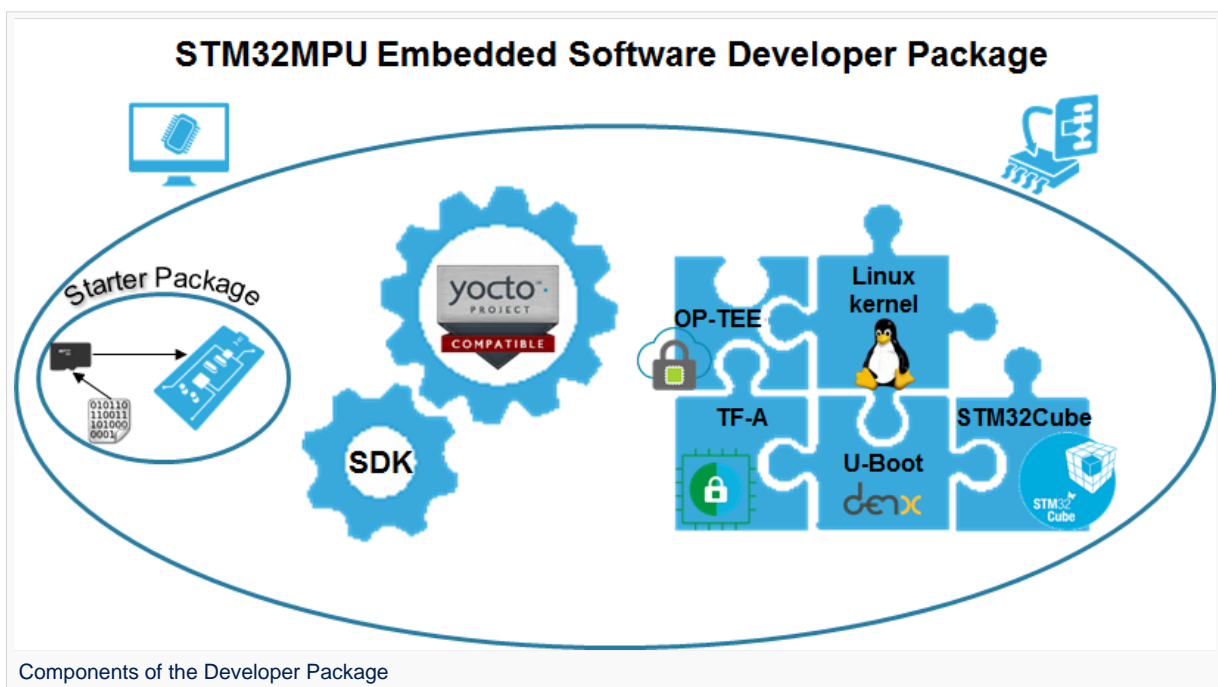 STM32MPU Embedded Software Developer Package
Starter Package
010110
110011
101000
0001
yocto
PROJECT
COMPATIBLE
SDK
OP-TEE
Linux
kernel
TF-A
U-Boot
denx
STM32Cube
STM32
Cube
Components of the Developer Package